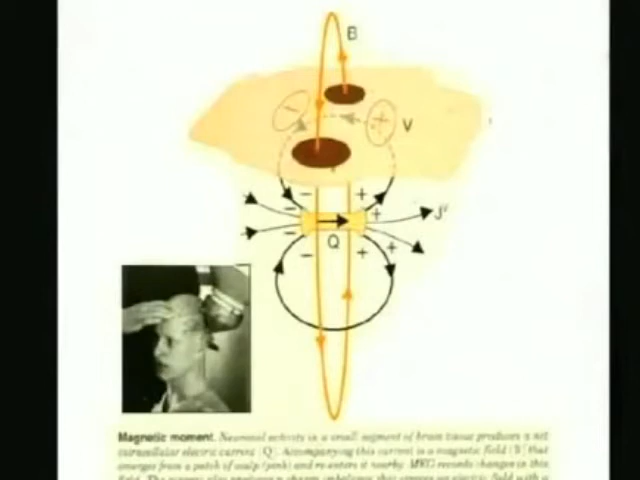 B
− +
V
− +
− + Jᵛ
Q
− +
− +
Magnetic moment. Neuronal activity in a small segment of brain tissue produces a net
intracellular electric current (Q). Accompanying this current is a magnetic field (B) that
emerges from a patch of scalp (pink) and re-enters it nearby. MEG records changes in this